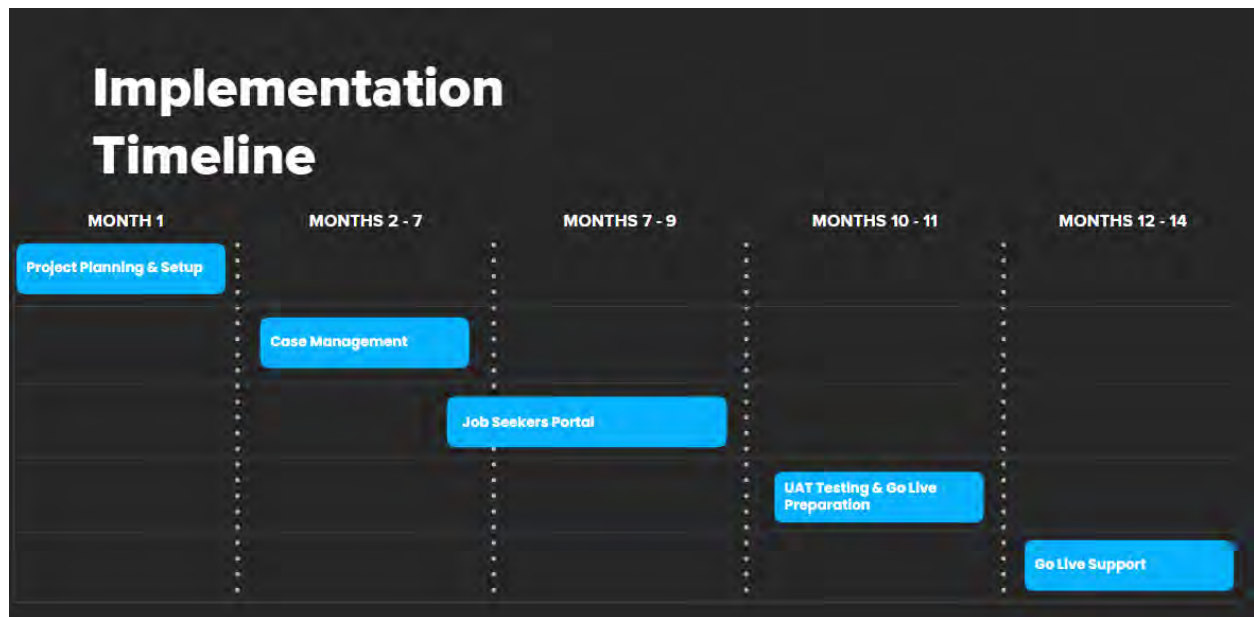 Implementation
Timeline
MONTH 1
MONTHS 2 - 7
MONTHS 7 - 9
MONTHS 10 - 11
MONTHS 12 - 14
Project Planning & Setup
Case Management
Job Seekers Portal
UAT Testing & Go Live
Preparation
Go Live Support